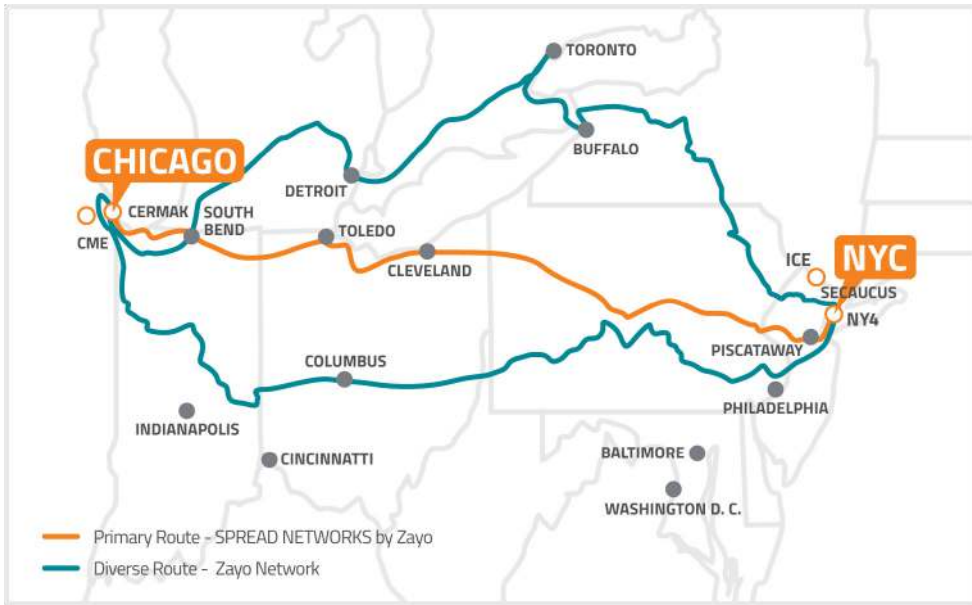 TORONTO
BUFFALO
CHICAGO
DETROIT
CERMAK
SOUTH
BEND
CME
TOLEDO
CLEVELAND
ICE
NYC
SECAUCUS
NY4
PISCATAWAY
COLUMBUS
PHILADELPHIA
INDIANAPOLIS
CINCINNATTI
BALTIMORE
WASHINGTON D. C.
Primary Route - SPREAD NETWORKS by Zayo
Diverse Route - Zayo Network